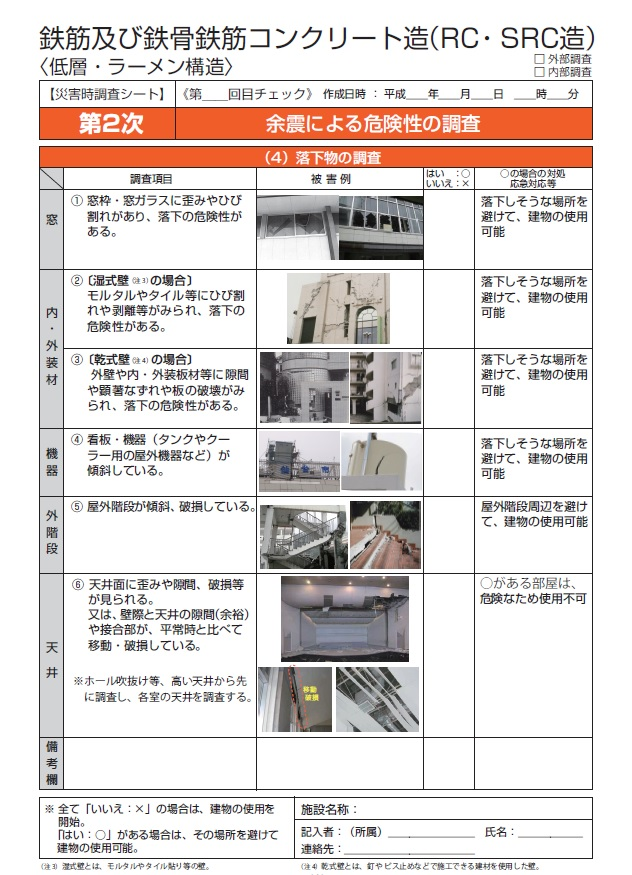 鉄筋及び鉄骨鉄筋コンクリート造(RC・SRC造)
〈低層・ラーメン構造〉
□ 外部調査
□ 内部調査
【災害時調査シート】
《第＿＿回目チェック》 作成日時 ： 平成＿＿年＿＿月＿＿日 ＿＿時＿＿分
第2次
余震による危険性の調査
（4）落下物の調査
調査項目
被 害 例
はい ：○
いいえ：×
○の場合の対処
応急対応等
窓
① 窓枠・窓ガラスに歪みやひび
割れがあり、落下の危険性が
ある。
落下しそうな場所を
避けて、建物の使用
可能
内・外装材
②〔湿式壁（注3）の場合〕
モルタルやタイル等にひび割
れや剥離等がみられ、落下の
危険性がある。
落下しそうな場所を
避けて、建物の使用
可能
③〔乾式壁（注4）の場合〕
外壁や内・外装板材等に隙間
や顕著なずれや板の破壊がみ
られ、落下の危険性がある。
落下しそうな場所を
避けて、建物の使用
可能
機器
④ 看板・機器（タンクやクー
ラー用の屋外機器など）が
傾斜している。
落下しそうな場所を
避けて、建物の使用
可能
外階段
⑤ 屋外階段が傾斜、破損している。
屋外階段周辺を避け
て、建物の使用可能
天井
⑥ 天井面に歪みや隙間、破損等
が見られる。
又は、壁際と天井の隙間(余裕)
や接合部が、平常時と比べて
移動・破損している。
※ホール吹抜け等、高い天井から先
に調査し、各室の天井を調査する。
移動
破損
○がある部屋は、
危険なため使用不可
備考欄
※ 全て「いいえ：×」の場合は、建物の使用を
開始。
「はい：○」がある場合は、その場所を避けて
建物の使用可能。
施設名称：
記入者：（所属）＿＿＿．＿＿＿＿ 氏名：＿＿＿．＿＿＿
連絡先：＿＿＿＿．＿＿＿＿
（注3）湿式壁とは、モルタルやタイル貼り等の壁。
（注4）乾式壁とは、釘やビス止めなどで施工できる建材を使用した壁。